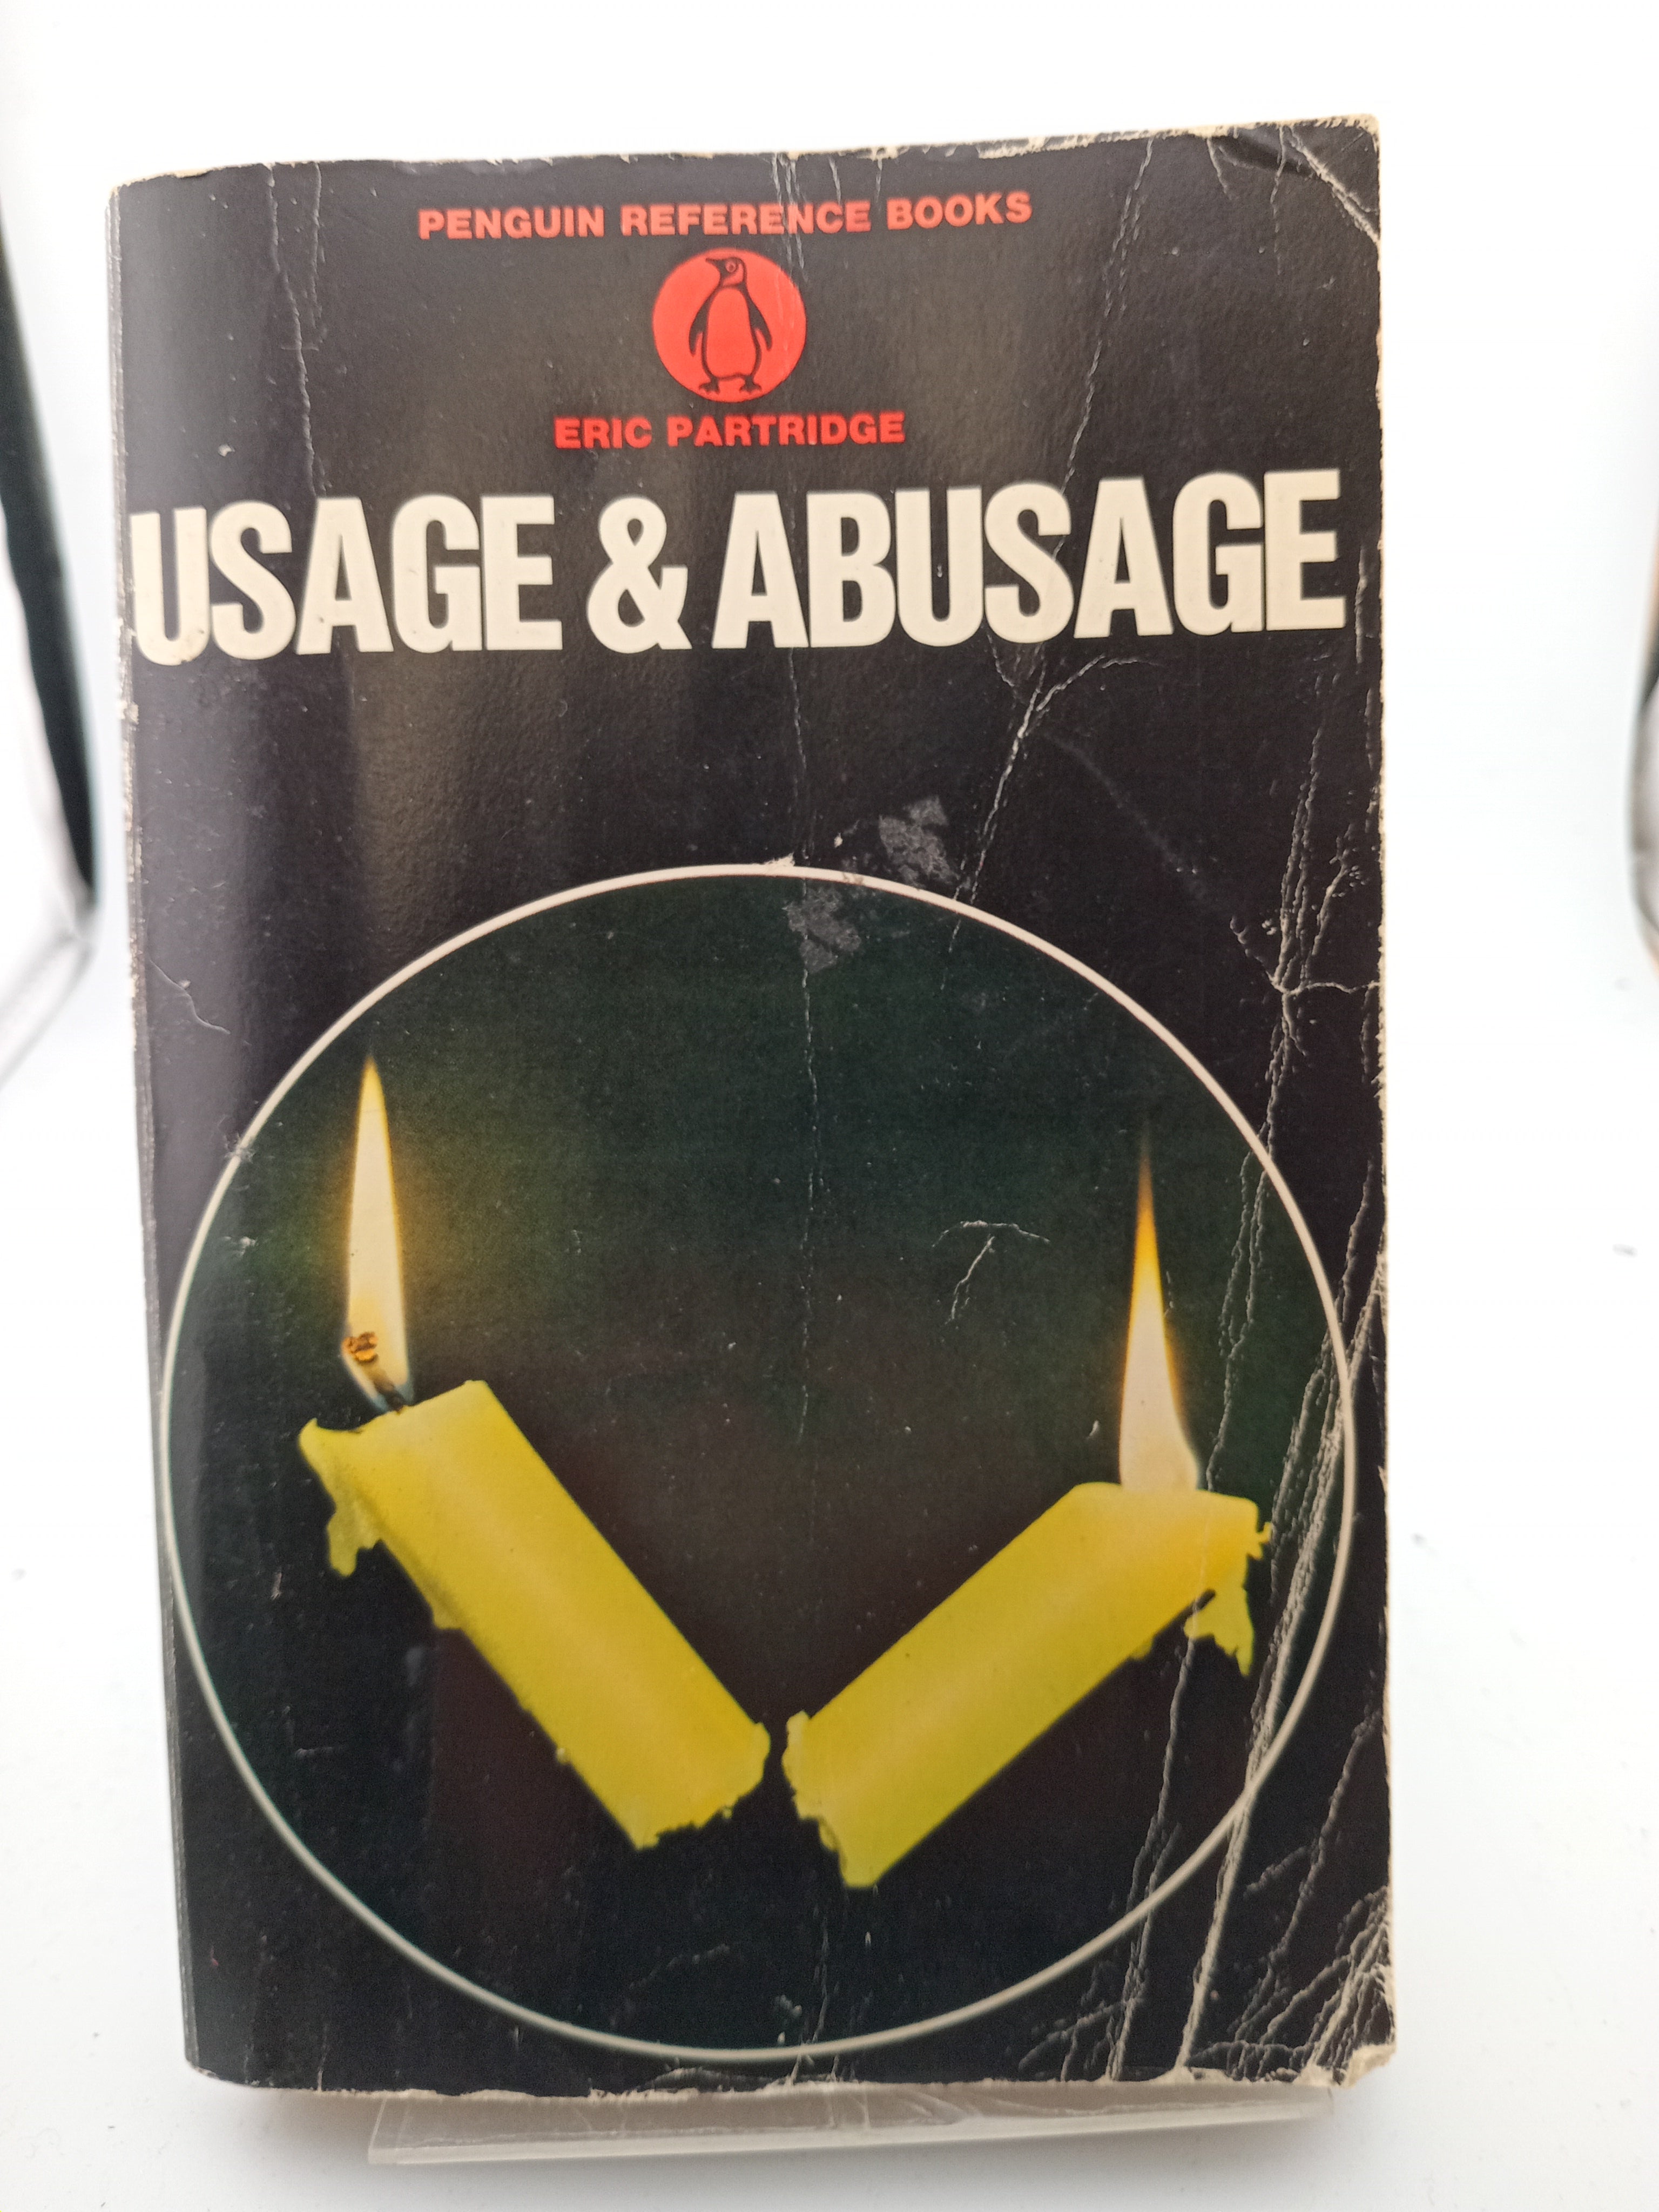 PENGUIN REFERENCE BOOKS
ERIC PARTRIDGE
USAGE & ABUSAGE